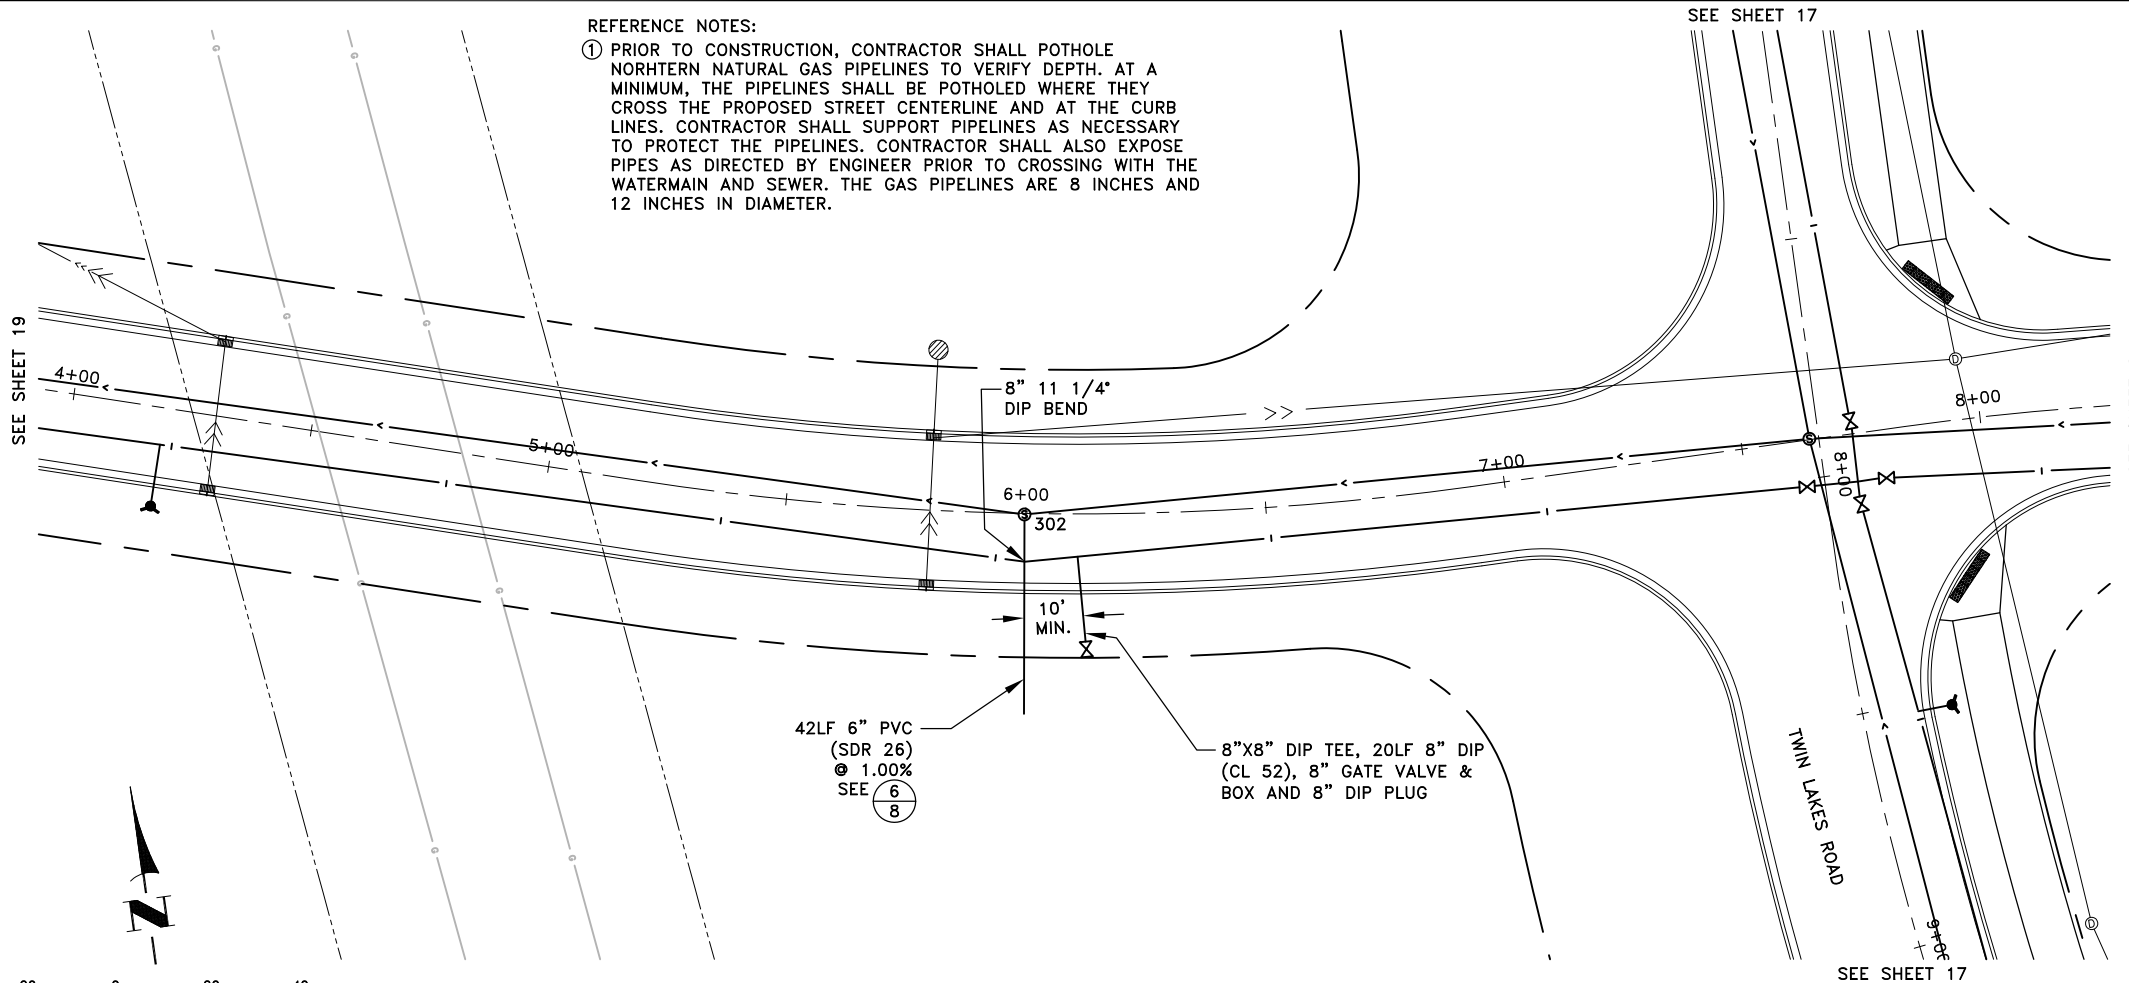 SEE SHEET 17
REFERENCE NOTES:
1 PRIOR TO CONSTRUCTION, CONTRACTOR SHALL POTHOLE
NORHTERN NATURAL GAS PIPELINES TO VERIFY DEPTH. AT A
MINIMUM, THE PIPELINES SHALL BE POTHOLED WHERE THEY
CROSS THE PROPOSED STREET CENTERLINE AND AT THE CURB
LINES. CONTRACTOR SHALL SUPPORT PIPELINES AS NECESSARY
TO PROTECT THE PIPELINES. CONTRACTOR SHALL ALSO EXPOSE
PIPES AS DIRECTED BY ENGINEER PRIOR TO CROSSING WITH THE
WATERMAIN AND SEWER. THE GAS PIPELINES ARE 8 INCHES AND
12 INCHES IN DIAMETER.
G
G
G
G
G
G
G
G
SEE SHEET 19
4+00
5+00
6+00
7+00
8+00
8+00
9+00
S
302
S
D
D
8" 11 1/4°
DIP BEND
10'
MIN.
42LF 6" PVC
(SDR 26)
@ 1.00%
SEE 6
8
8"X8" DIP TEE, 20LF 8" DIP
(CL 52), 8" GATE VALVE &
BOX AND 8" DIP PLUG
TWIN LAKES ROAD
N
SEE SHEET 17